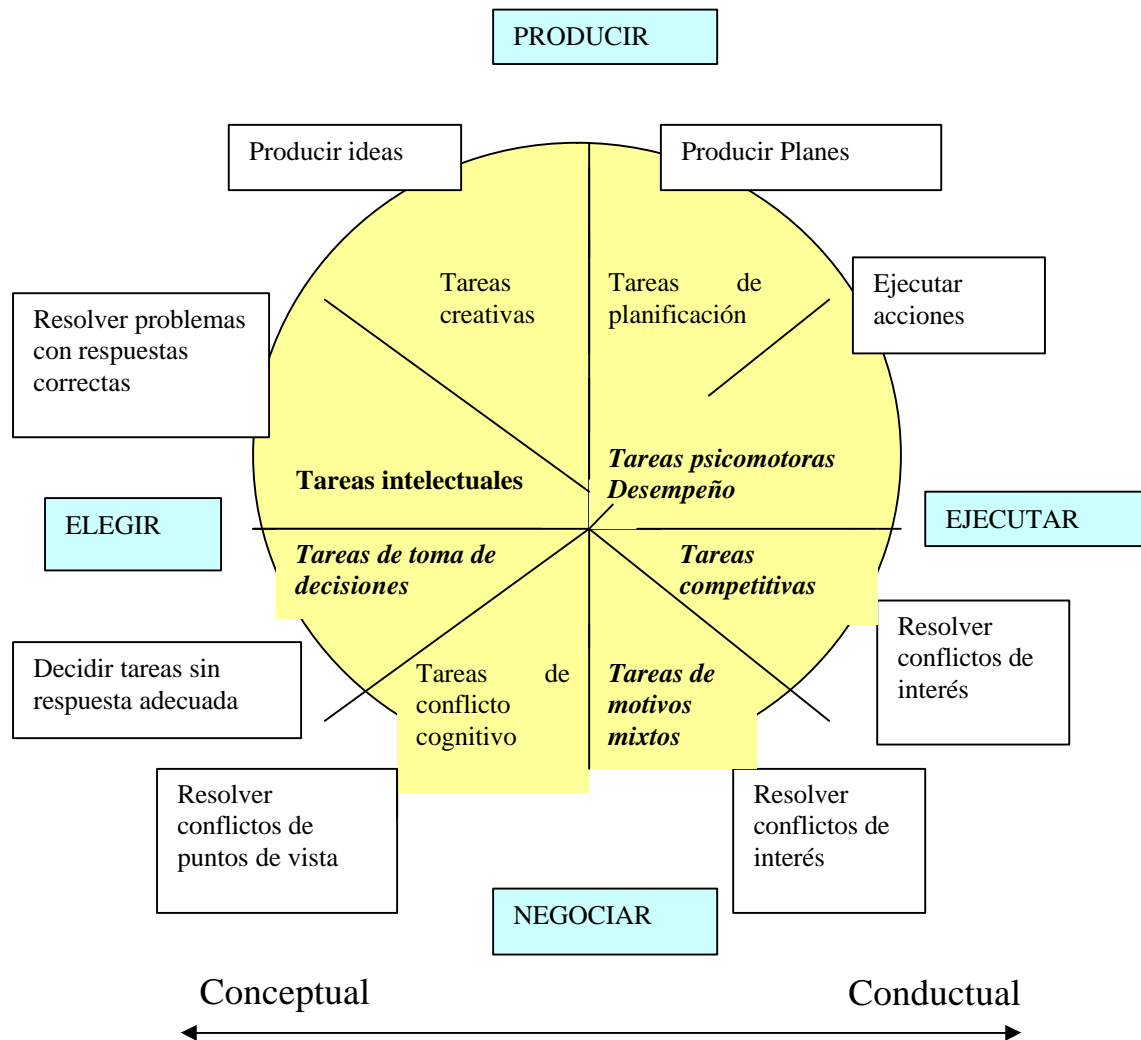 PRODUCIR
Producir ideas
Producir Planes
Tareas
creativas
Tareas de
planificación
Ejecutar
acciones
Resolver problemas
con respuestas
correctas
Tareas intelectuales
Tareas psicomotoras
Desempeño
ELEGIR
EJECUTAR
Tareas de toma de
decisiones
Tareas
competitivas
Resolver
conflictos de
interés
Decidir tareas sin
respuesta adecuada
Tareas de
conflicto
cognitivo
Tareas de
motivos
mixtos
Resolver
conflictos de
puntos de vista
Resolver
conflictos de
interés
NEGOCIAR
Conceptual
Conductual